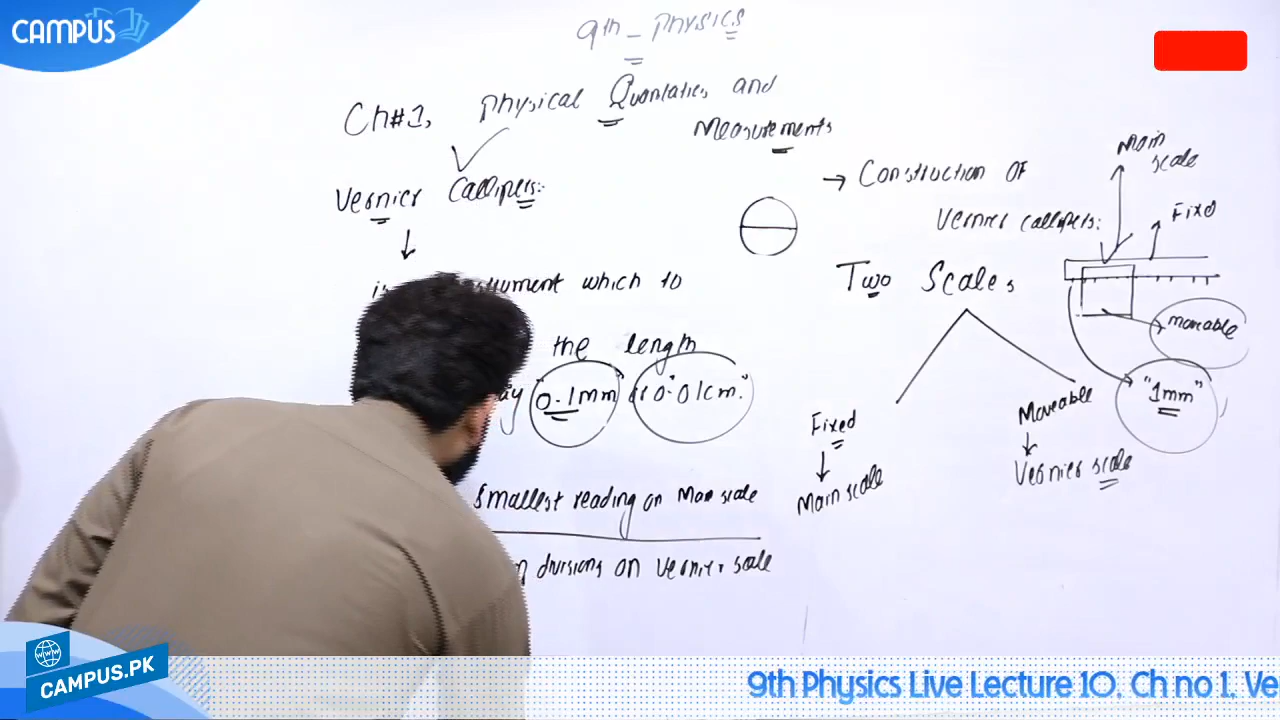 CAMPUS
9th - Physics
Ch#1, Physical Quantaties and
Measurements
Vernier Callipers:
which to
the length
0.1mm 0.01cm.
Smallest reading on Main scale
divisions on Vernier scale
→ Construction of
Vernier callipers:
Two Scales
Fixed
Main scale
Moveable
Vernier scale
Main
scale
Fixed
moveable
"1mm"
www
CAMPUS.PK
9th Physics Live Lecture 10, Ch no 1, Ve